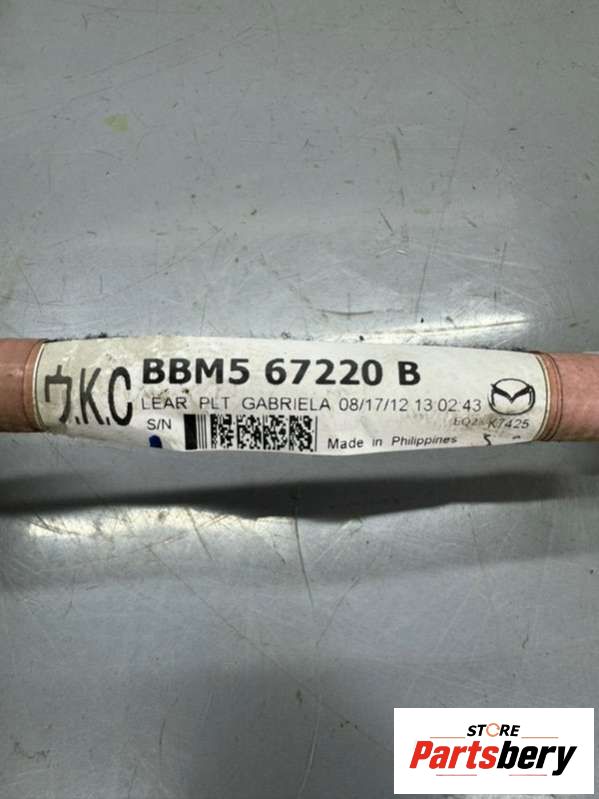 BBM5 67220 B
ウ.K.C
LEAR PLT GABRIELA 08/17/12 13:02:43
S/N
Made in Philippines
K7425
STORE
Partsbery